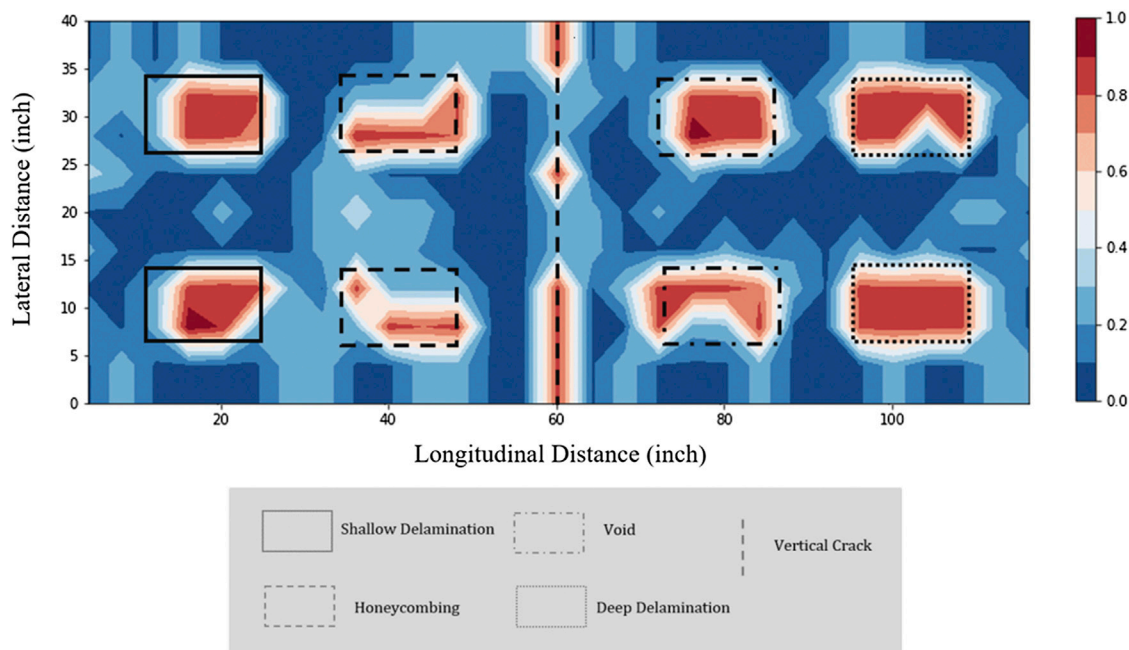 40
35
30
25
20
15
10
5
0
Lateral Distance (inch)
20 40 60 80 100
Longitudinal Distance (inch)
1.0
0.8
0.6
0.4
0.2
0.0
Shallow Delamination
Void
Vertical Crack
Honeycombing
Deep Delamination